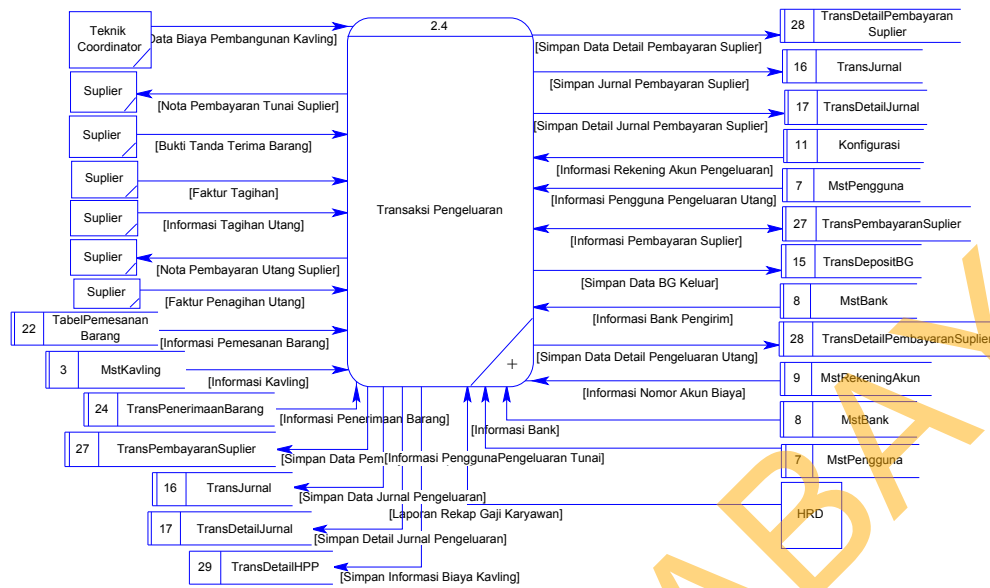 2.4
Transaksi Pengeluaran
+
Teknik
Coordinator
Data Biaya Pembangunan Kavling]
Suplier
[Nota Pembayaran Tunai Suplier]
Suplier
[Bukti Tanda Terima Barang]
Suplier
[Faktur Tagihan]
Suplier
[Informasi Tagihan Utang]
Suplier
[Nota Pembayaran Utang Suplier]
Suplier
[Faktur Penagihan Utang]
22 TabelPemesanan
Barang
[Informasi Pemesanan Barang]
3 MstKavling
[Informasi Kavling]
24 TransPenerimaanBarang
[Informasi Penerimaan Barang]
27 TransPembayaranSuplier
[Simpan Data Pem
16 TransJurnal
[Simpan Data Jurnal Pengeluaran]
17 TransDetailJurnal
[Simpan Detail Jurnal Pengeluaran]
29 TransDetailHPP
[Simpan Informasi Biaya Kavling]
28 TransDetailPembayaran
Suplier
[Simpan Data Detail Pembayaran Suplier]
16 TransJurnal
[Simpan Jurnal Pembayaran Suplier]
17 TransDetailJurnal
[Simpan Detail Jurnal Pembayaran Suplier]
11 Konfigurasi
[Informasi Rekening Akun Pengeluaran]
7 MstPengguna
[Informasi Pengguna Pengeluaran Utang]
27 TransPembayaranSuplier
[Informasi Pembayaran Suplier]
15 TransDepositBG
[Simpan Data BG Keluar]
8 MstBank
[Informasi Bank Pengirim]
28 TransDetailPembayaranSuplier
[Simpan Data Detail Pengeluaran Utang]
9 MstRekeningAkun
[Informasi Nomor Akun Biaya]
8 MstBank
[Informasi Bank]
7 MstPengguna
[Informasi PenggunaPengeluaran Tunai]
HRD
[Laporan Rekap Gaji Karyawan]